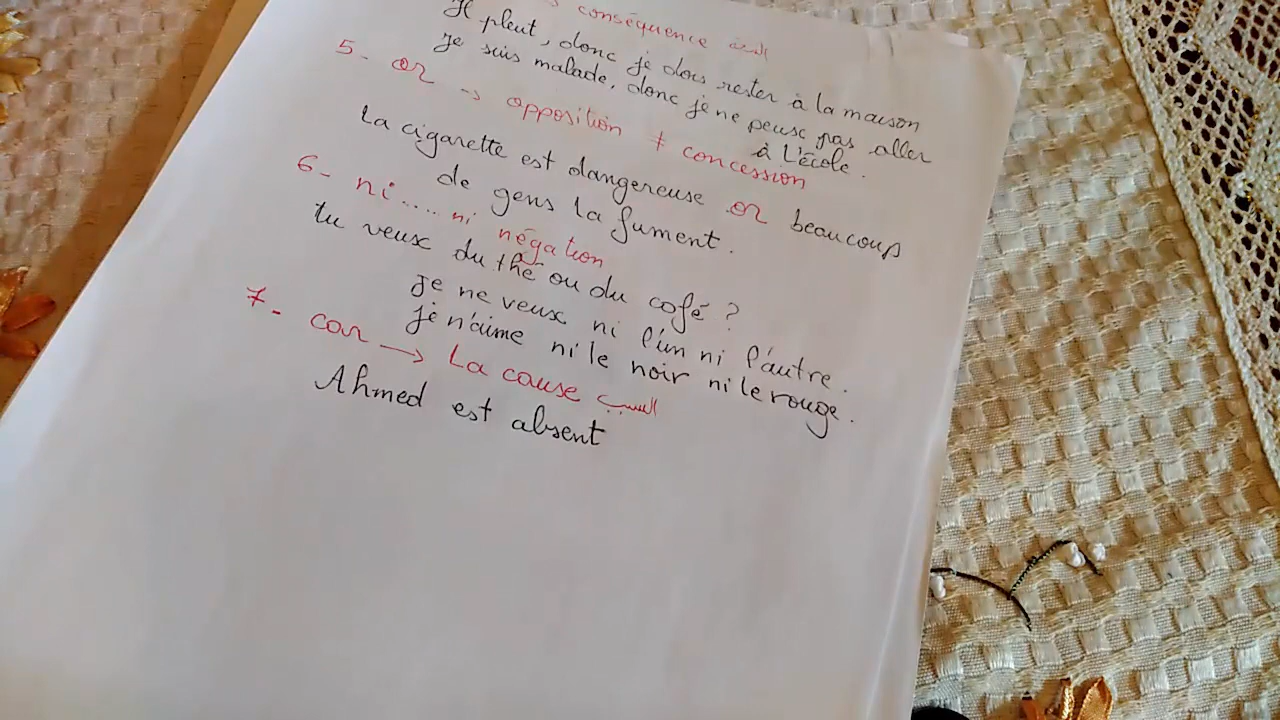 conséquence
Il pleut, donc je dois rester à la maison
Je suis malade, donc je ne peux pas aller
à l'école.
5- or → opposition ≠ concession
La cigarette est dangereuse or beaucoup
de gens la fument.
6- ni .... ni négation
tu veux du thé ou du café ?
Je ne veux ni l'un ni l'autre.
Je n'aime ni le noir ni le rouge.
7- car → La cause السبب
Ahmed est absent